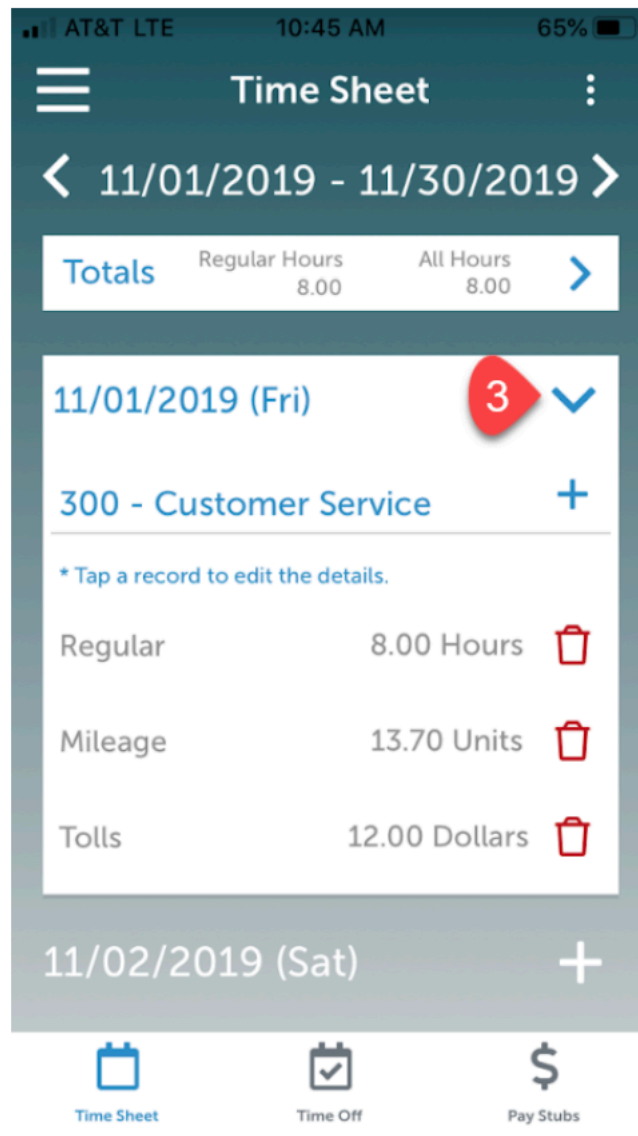 AT&T LTE 10:45 AM 65%
Time Sheet
11/01/2019 - 11/30/2019
Totals Regular Hours 8.00 All Hours 8.00
11/01/2019 (Fri) 3
300 - Customer Service +
* Tap a record to edit the details.
Regular 8.00 Hours
Mileage 13.70 Units
Tolls 12.00 Dollars
11/02/2019 (Sat) +
Time Sheet Time Off $ Pay Stubs